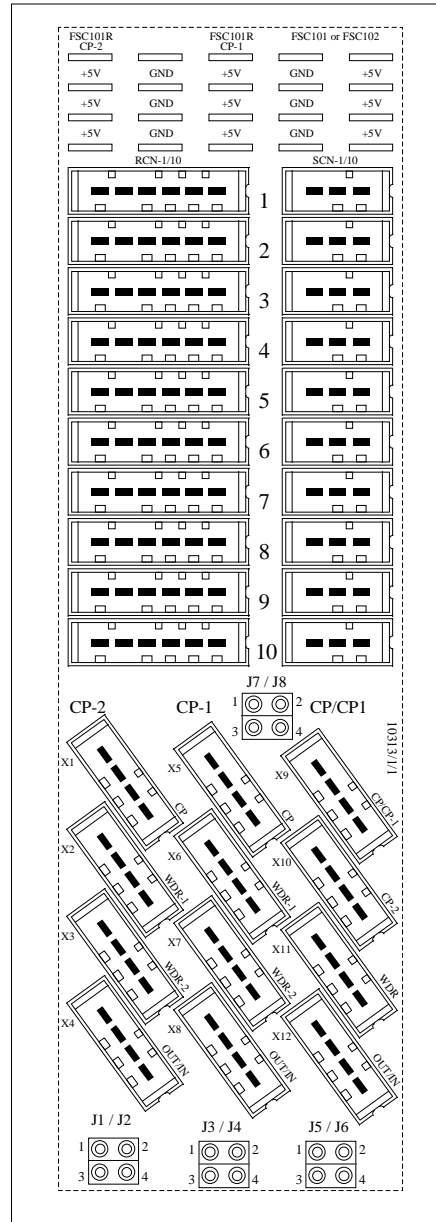 FSC101R FSC101R FSC101 or FSC102
CP-2 CP-1
+5V GND +5V GND +5V
+5V GND +5V GND +5V
+5V GND +5V GND +5V
RCN-1/10 SCN-1/10
1
2
3
4
5
6
7
8
9
10
J7 / J8
1 2
3 4
CP-2 CP-1 CP/CP1
10313/1/1
X1 CP X5 CP X9 CP/CP-1
X2 WDR-1 X6 WDR-1 X10 CP-2
X3 WDR-2 X7 WDR-2 X11 WDR
X4 OUT/IN X8 OUT/IN X12 OUT/IN
J1 / J2 J3 / J4 J5 / J6
1 2 1 2 1 2
3 4 3 4 3 4